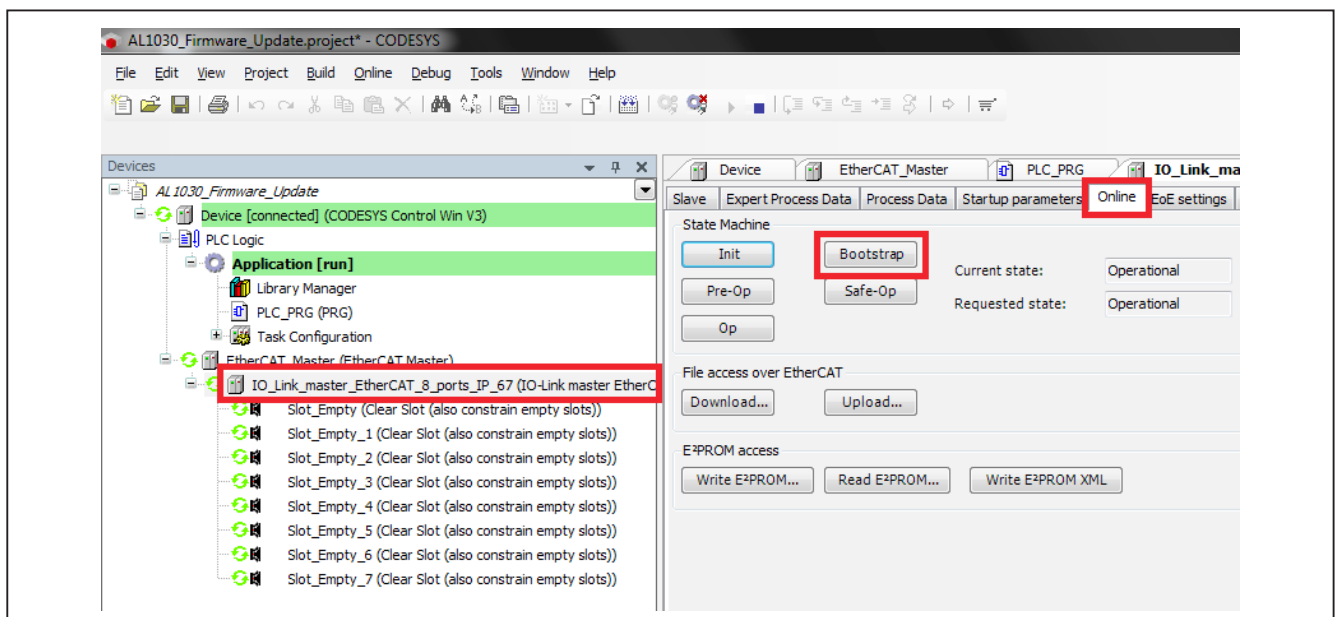 AL1030_Firmware_Update.project* - CODESYS
File Edit View Project Build Online Debug Tools Window Help
Devices
AL1030_Firmware_Update
Device [connected] (CODESYS Control Win V3)
PLC Logic
Application [run]
Library Manager
PLC_PRG (PRG)
Task Configuration
EtherCAT_Master (EtherCAT Master)
IO_Link_master_EtherCAT_8_ports_IP_67 (IO-Link master EtherC
Slot_Empty (Clear Slot (also constrain empty slots))
Slot_Empty_1 (Clear Slot (also constrain empty slots))
Slot_Empty_2 (Clear Slot (also constrain empty slots))
Slot_Empty_3 (Clear Slot (also constrain empty slots))
Slot_Empty_4 (Clear Slot (also constrain empty slots))
Slot_Empty_5 (Clear Slot (also constrain empty slots))
Slot_Empty_6 (Clear Slot (also constrain empty slots))
Slot_Empty_7 (Clear Slot (also constrain empty slots))
Device EtherCAT_Master PLC_PRG IO_Link_ma
Slave Expert Process Data Process Data Startup parameters Online EoE settings
State Machine
Init Bootstrap
Current state: Operational
Pre-Op Safe-Op
Requested state: Operational
Op
File access over EtherCAT
Download... Upload...
E²PROM access
Write E²PROM... Read E²PROM... Write E²PROM XML